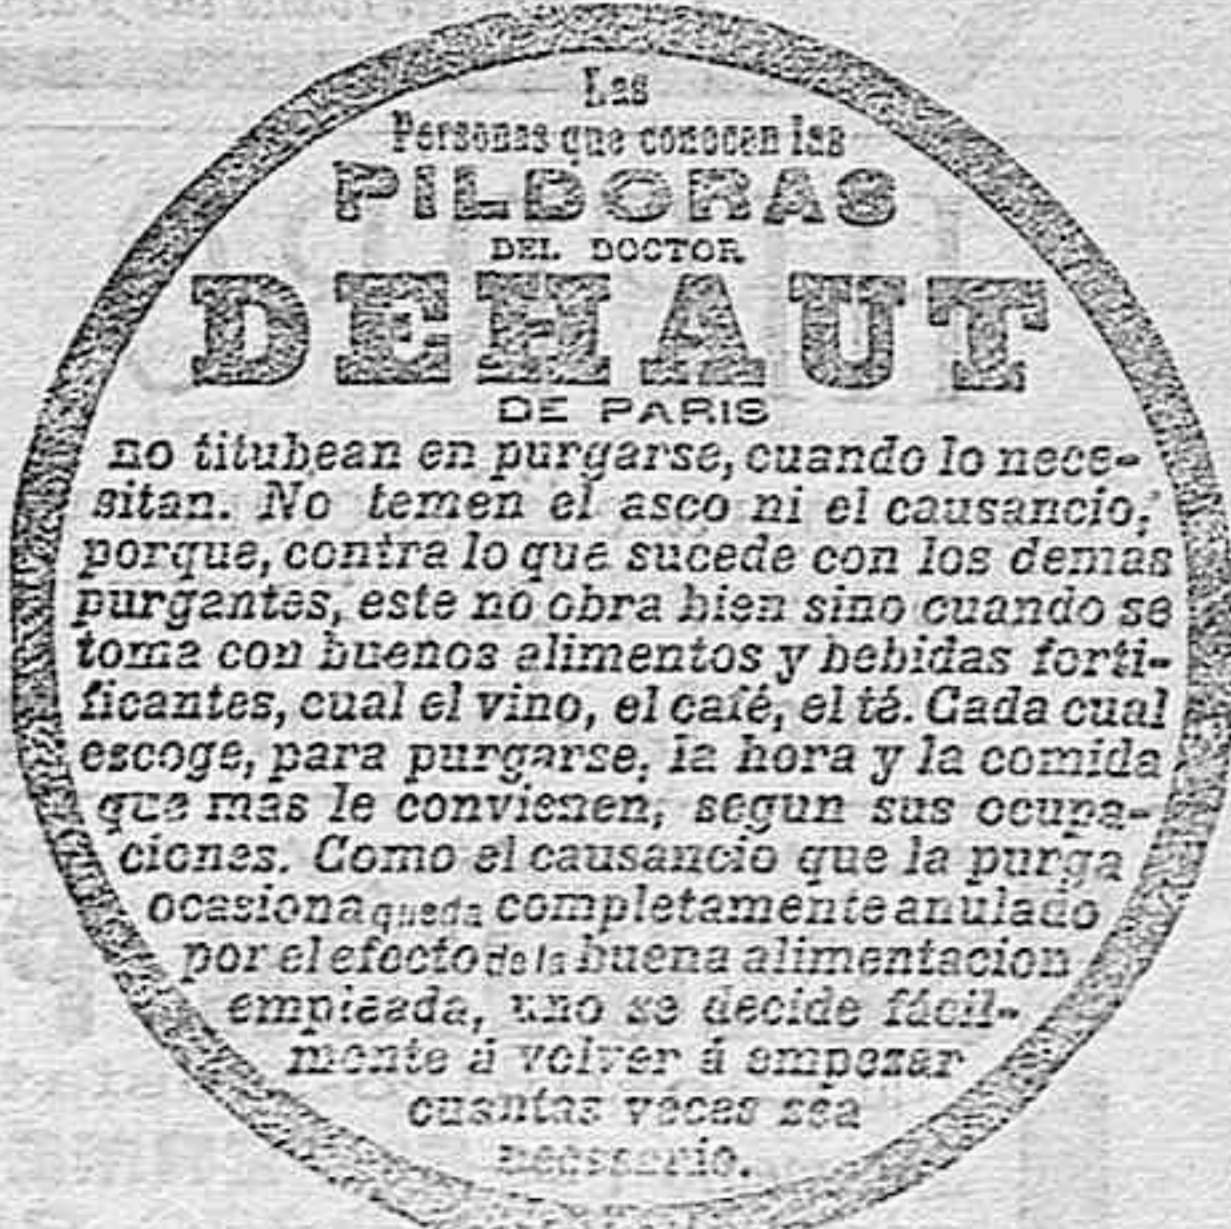 Las
Personas que conocen las
PILDORAS
DEL DOCTOR
DEHAUT
DE PARIS
no titubean en purgarse, cuando lo nece-
sitan. No temen el asco ni el causancio,
porque, contra lo que sucede con los demas
purgantes, este no obra bien sino cuando se
toma con buenos alimentos y bebidas forti-
ficantes, cual el vino, el café, el té. Cada cual
escoge, para purgarse, la hora y la comida
que mas le convienen, segun sus ocupa-
ciones. Como el causancio que la purga
ocasiona queda completamente anulado
por el efecto de la buena alimentacion
empleada, uno se decide fácil-
mente á volver á empezar
cuantas veces sea
necesario.